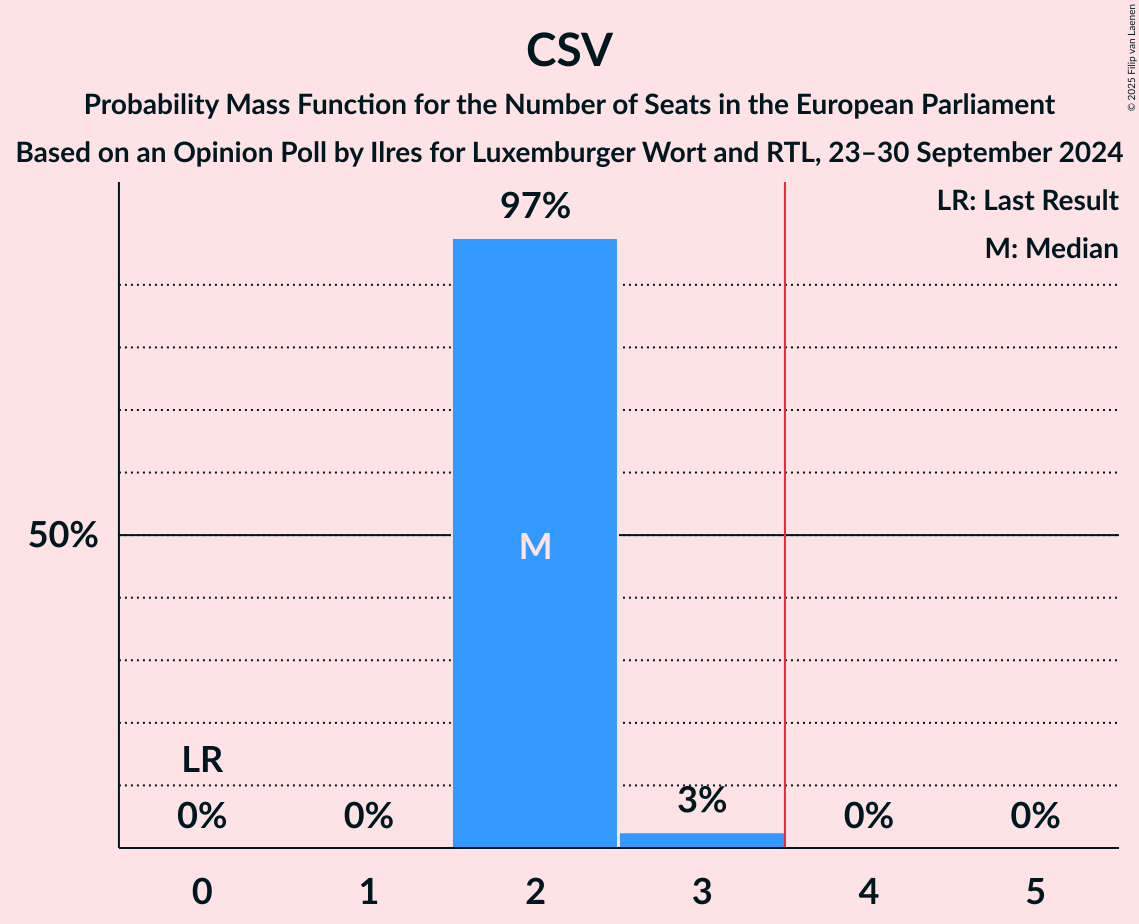 CSV
Probability Mass Function for the Number of Seats in the European Parliament
Based on an Opinion Poll by Ilres for Luxemburger Wort and RTL, 23–30 September 2024
© 2025 Filip van Laenen
LR: Last Result
M: Median
97%
50%
M
LR
0%
0%
3%
0%
0%
0
1
2
3
4
5